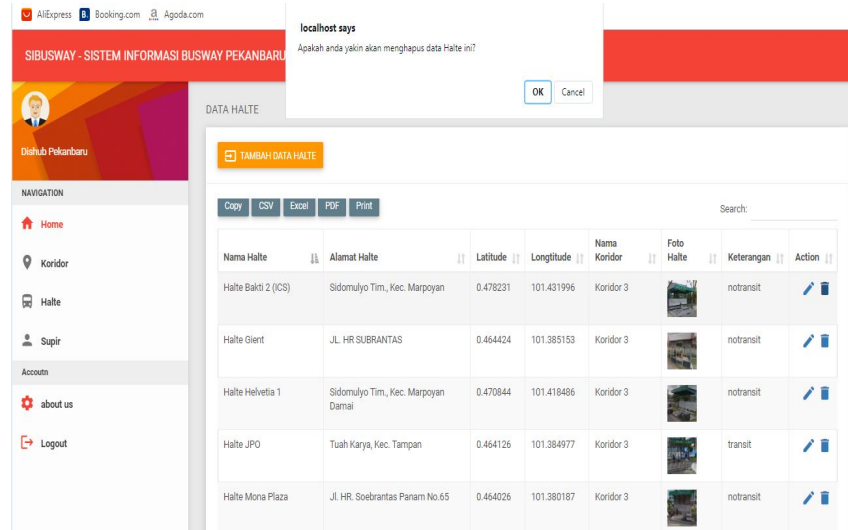 AliExpress B. Booking.com a Agoda.com
localhost says
Apakah anda yakin akan menghapus data Halte ini?
OK Cancel
SIBUSWAY - SISTEM INFORMASI BUSWAY PEKANBARU
Dishub Pekanbaru
NAVIGATION
Home
Koridor
Halte
Supir
Accoutn
about us
Logout
DATA HALTE
TAMBAH DATA HALTE
Copy CSV Excel PDF Print
Search:
Nama Halte Alamat Halte Latitude Longtitude Nama Koridor Foto Halte Keterangan Action
Halte Bakti 2 (ICS) Sidomulyo Tim., Kec. Marpoyan 0.478231 101.431996 Koridor 3 notransit
Halte Gient JL. HR SUBRANTAS 0.464424 101.385153 Koridor 3 notransit
Halte Helvetia 1 Sidomulyo Tim., Kec. Marpoyan Damai 0.470844 101.418486 Koridor 3 notransit
Halte JPO Tuah Karya, Kec. Tampan 0.464126 101.384977 Koridor 3 transit
Halte Mona Plaza Jl. HR. Soebrantas Panam No.65 0.464026 101.380187 Koridor 3 notransit